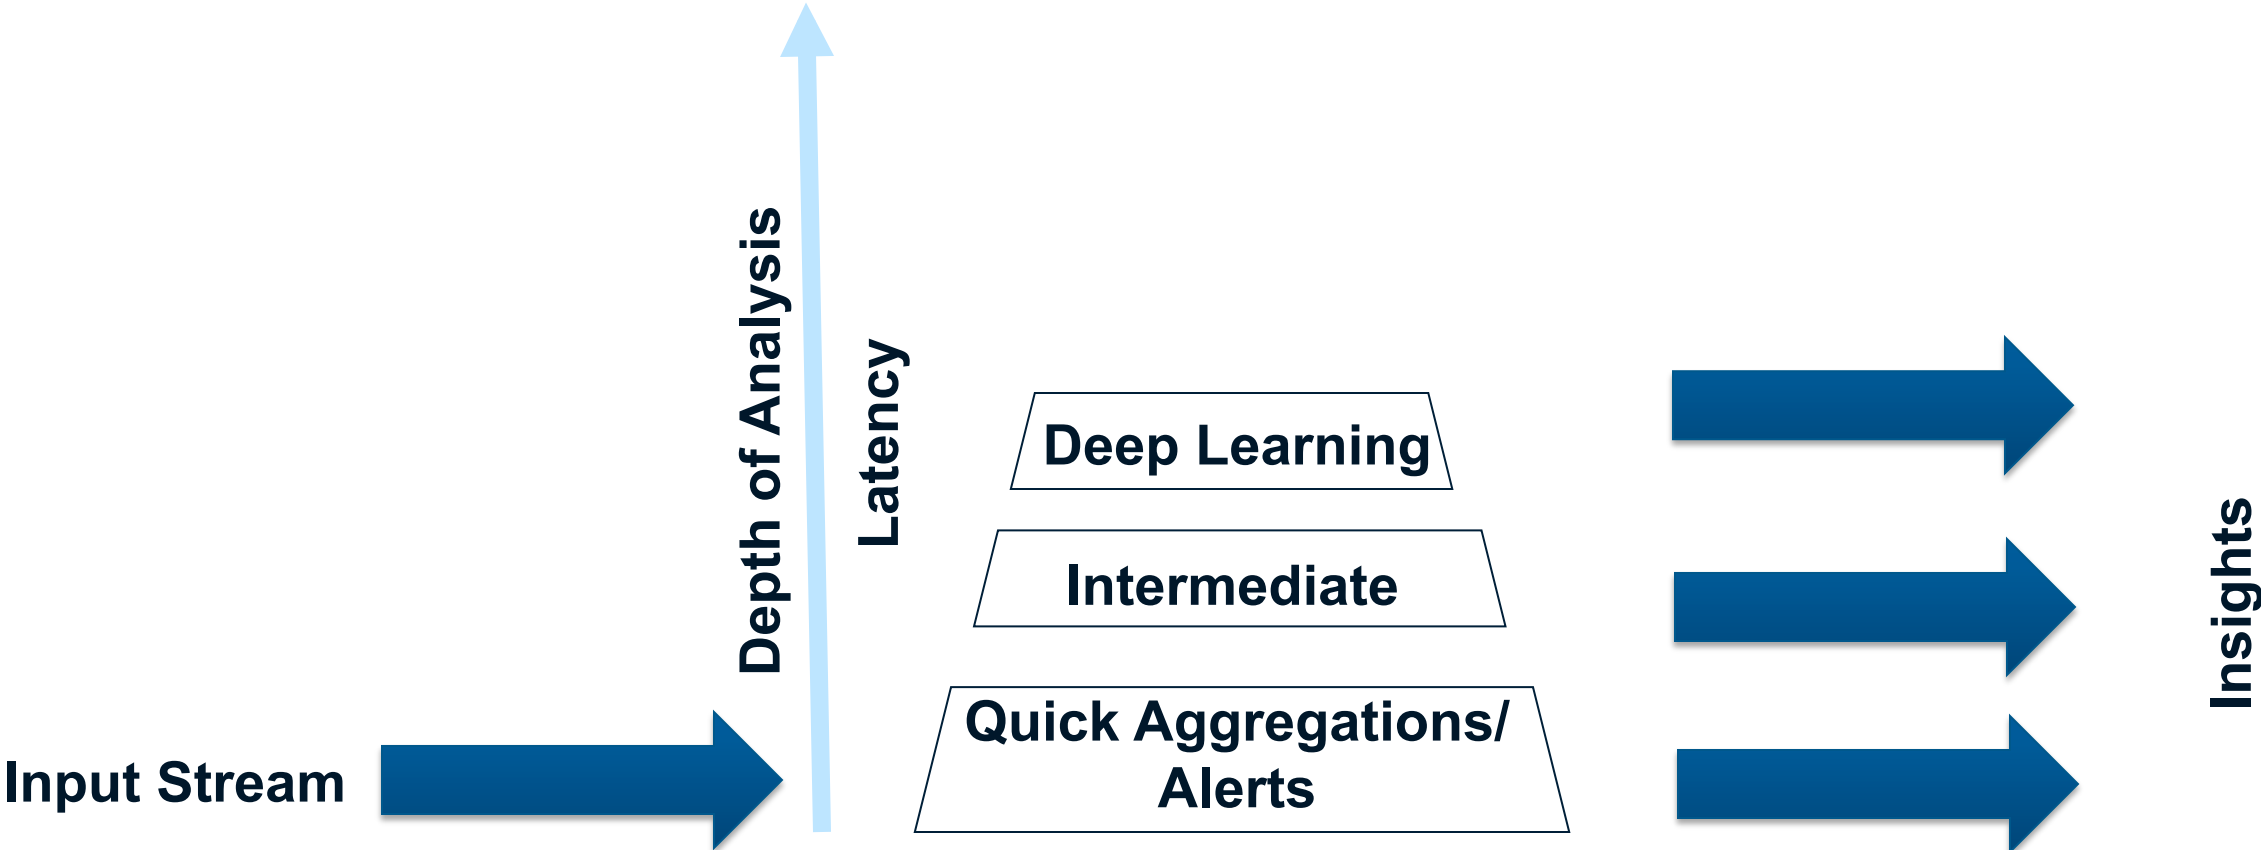 Depth of Analysis
Latency
Deep Learning
Intermediate
Quick Aggregations/
Alerts
Input Stream
Insights